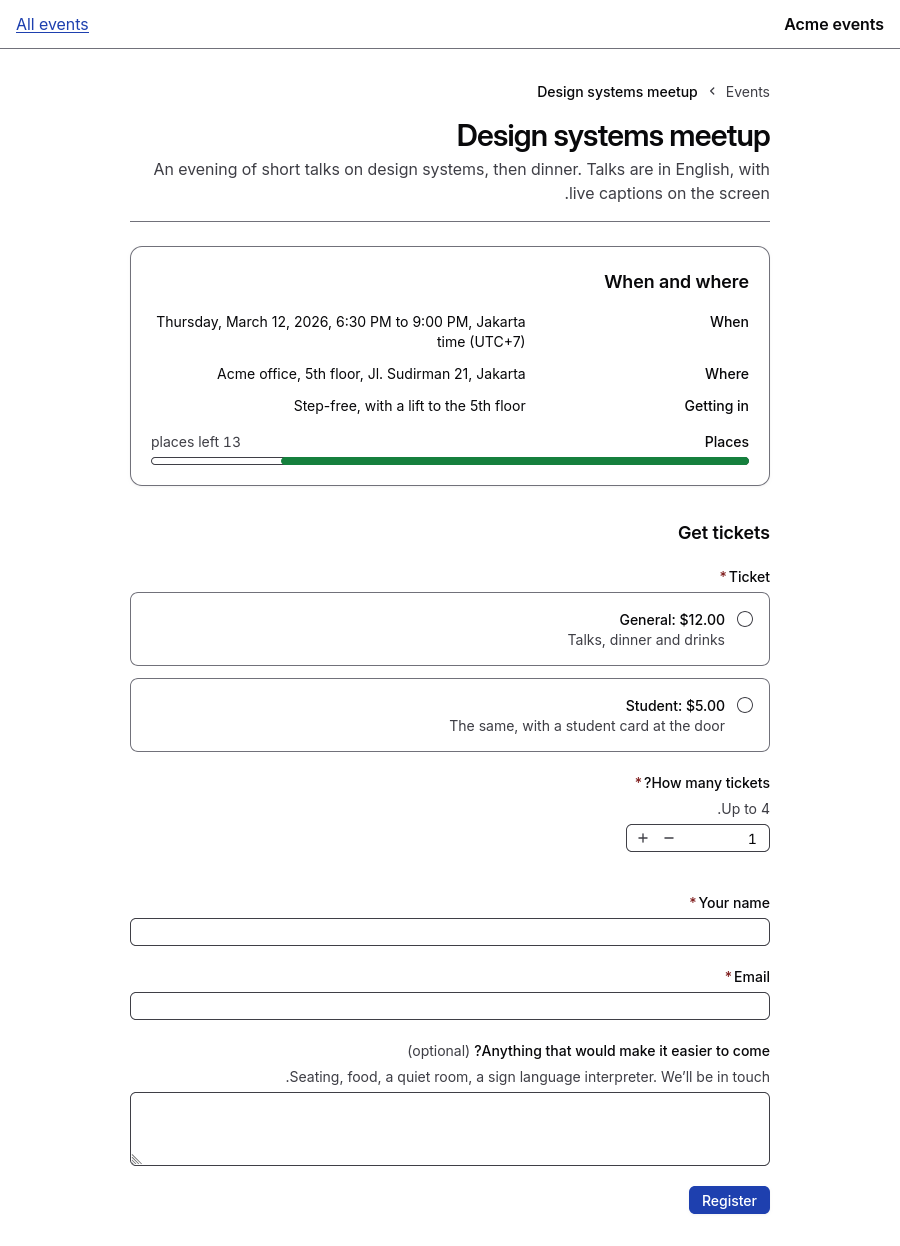 Acme events
All events
Events
Design systems meetup
Design systems meetup
An evening of short talks on design systems, then dinner. Talks are in English, with
.live captions on the screen
When and where
When
Thursday, March 12, 2026, 6:30 PM to 9:00 PM, Jakarta
time (UTC+7)
Where
Acme office, 5th floor, Jl. Sudirman 21, Jakarta
Getting in
Step-free, with a lift to the 5th floor
Places
places left 13
Get tickets
* Ticket
General: $12.00
Talks, dinner and drinks
Student: $5.00
The same, with a student card at the door
* ?How many tickets
.Up to 4
1
* Your name
* Email
(optional) ?Anything that would make it easier to come
.Seating, food, a quiet room, a sign language interpreter. We’ll be in touch
Register